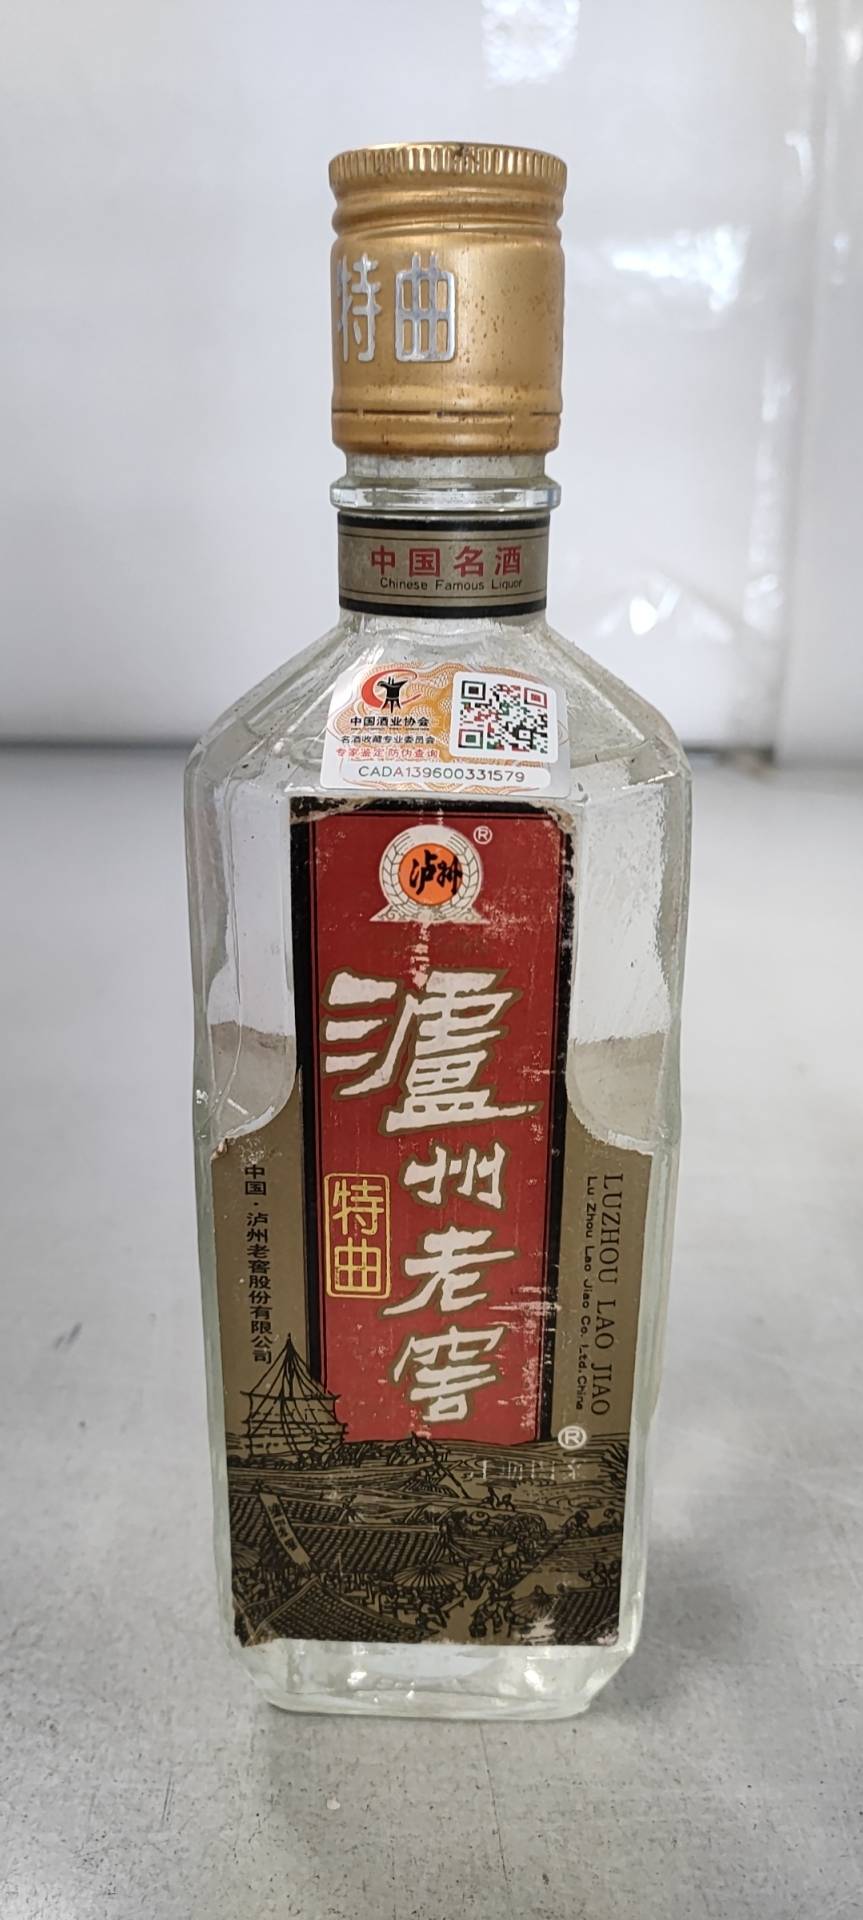 特曲
中国名酒
Chinese Famous Liquor
中国酒业协会
名酒收藏专业委员会
专家鉴定防伪查询
CADA139600331579
泸州
®
瀘州老窖
特曲
中国·泸州老窖股份有限公司
LUZHOU LAO JIAO
Lu Zhou Lao Jiao Co. Ltd. China
®